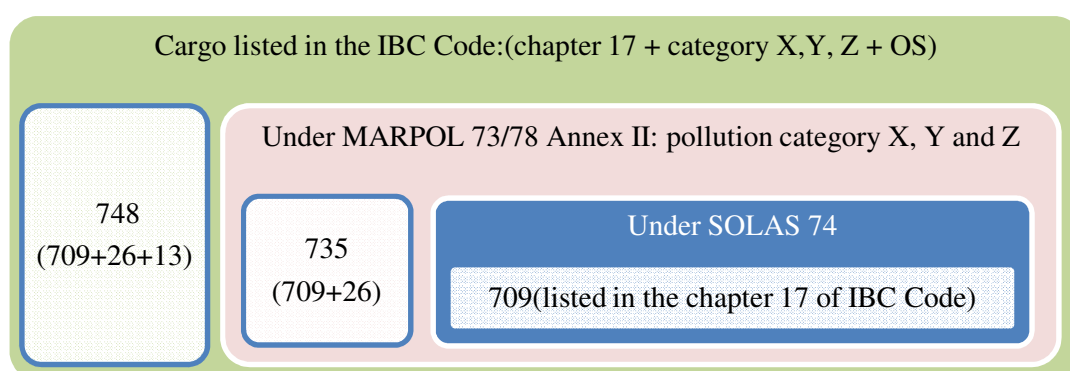 Cargo listed in the IBC Code:(chapter 17 + category X,Y, Z + OS)
Under MARPOL 73/78 Annex II: pollution category X, Y and Z
748
(709+26+13)
735
(709+26)
Under SOLAS 74
709(listed in the chapter 17 of IBC Code)